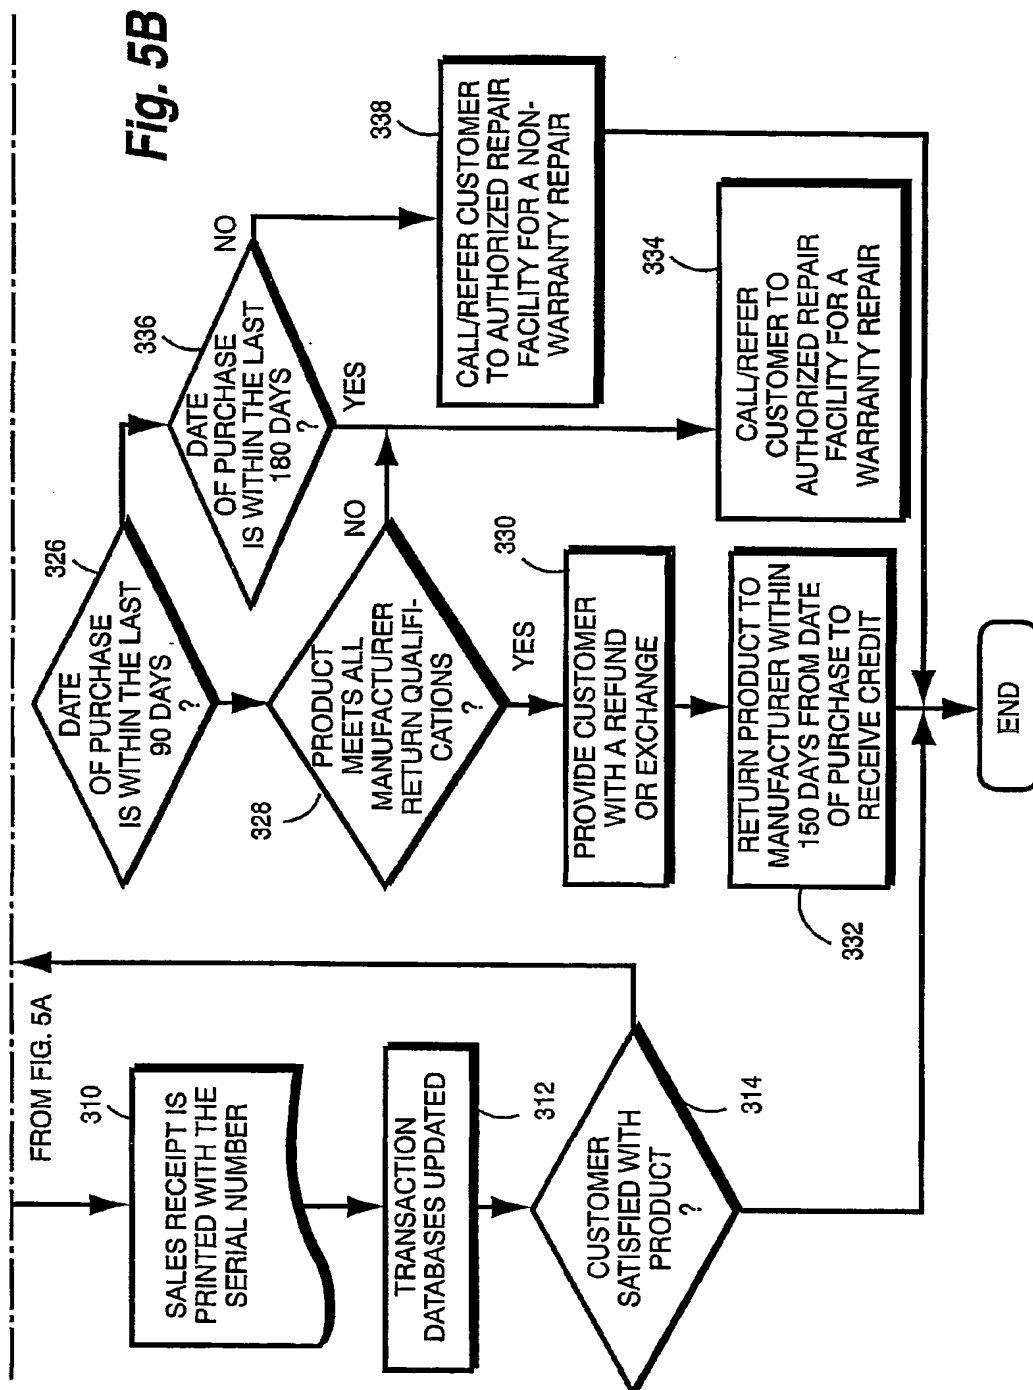 Fig. 5B
FROM FIG. 5A
310
SALES RECEIPT IS
PRINTED WITH THE
SERIAL NUMBER
312
TRANSACTION
DATABASES UPDATED
314
CUSTOMER
SATISFIED WITH
PRODUCT
?
326
DATE
OF PURCHASE
IS WITHIN THE LAST
90 DAYS
?
328
PRODUCT
MEETS ALL
MANUFACTURER
RETURN QUALIFI-
CATIONS
?
NO
YES
330
PROVIDE CUSTOMER
WITH A REFUND
OR EXCHANGE
332
RETURN PRODUCT TO
MANUFACTURER WITHIN
150 DAYS FROM DATE
OF PURCHASE TO
RECEIVE CREDIT
336
DATE
OF PURCHASE
IS WITHIN THE LAST
180 DAYS
?
NO
YES
338
CALL/REFER CUSTOMER
TO AUTHORIZED REPAIR
FACILITY FOR A NON-
WARRANTY REPAIR
334
CALL/REFER
CUSTOMER TO
AUTHORIZED REPAIR
FACILITY FOR A
WARRANTY REPAIR
END